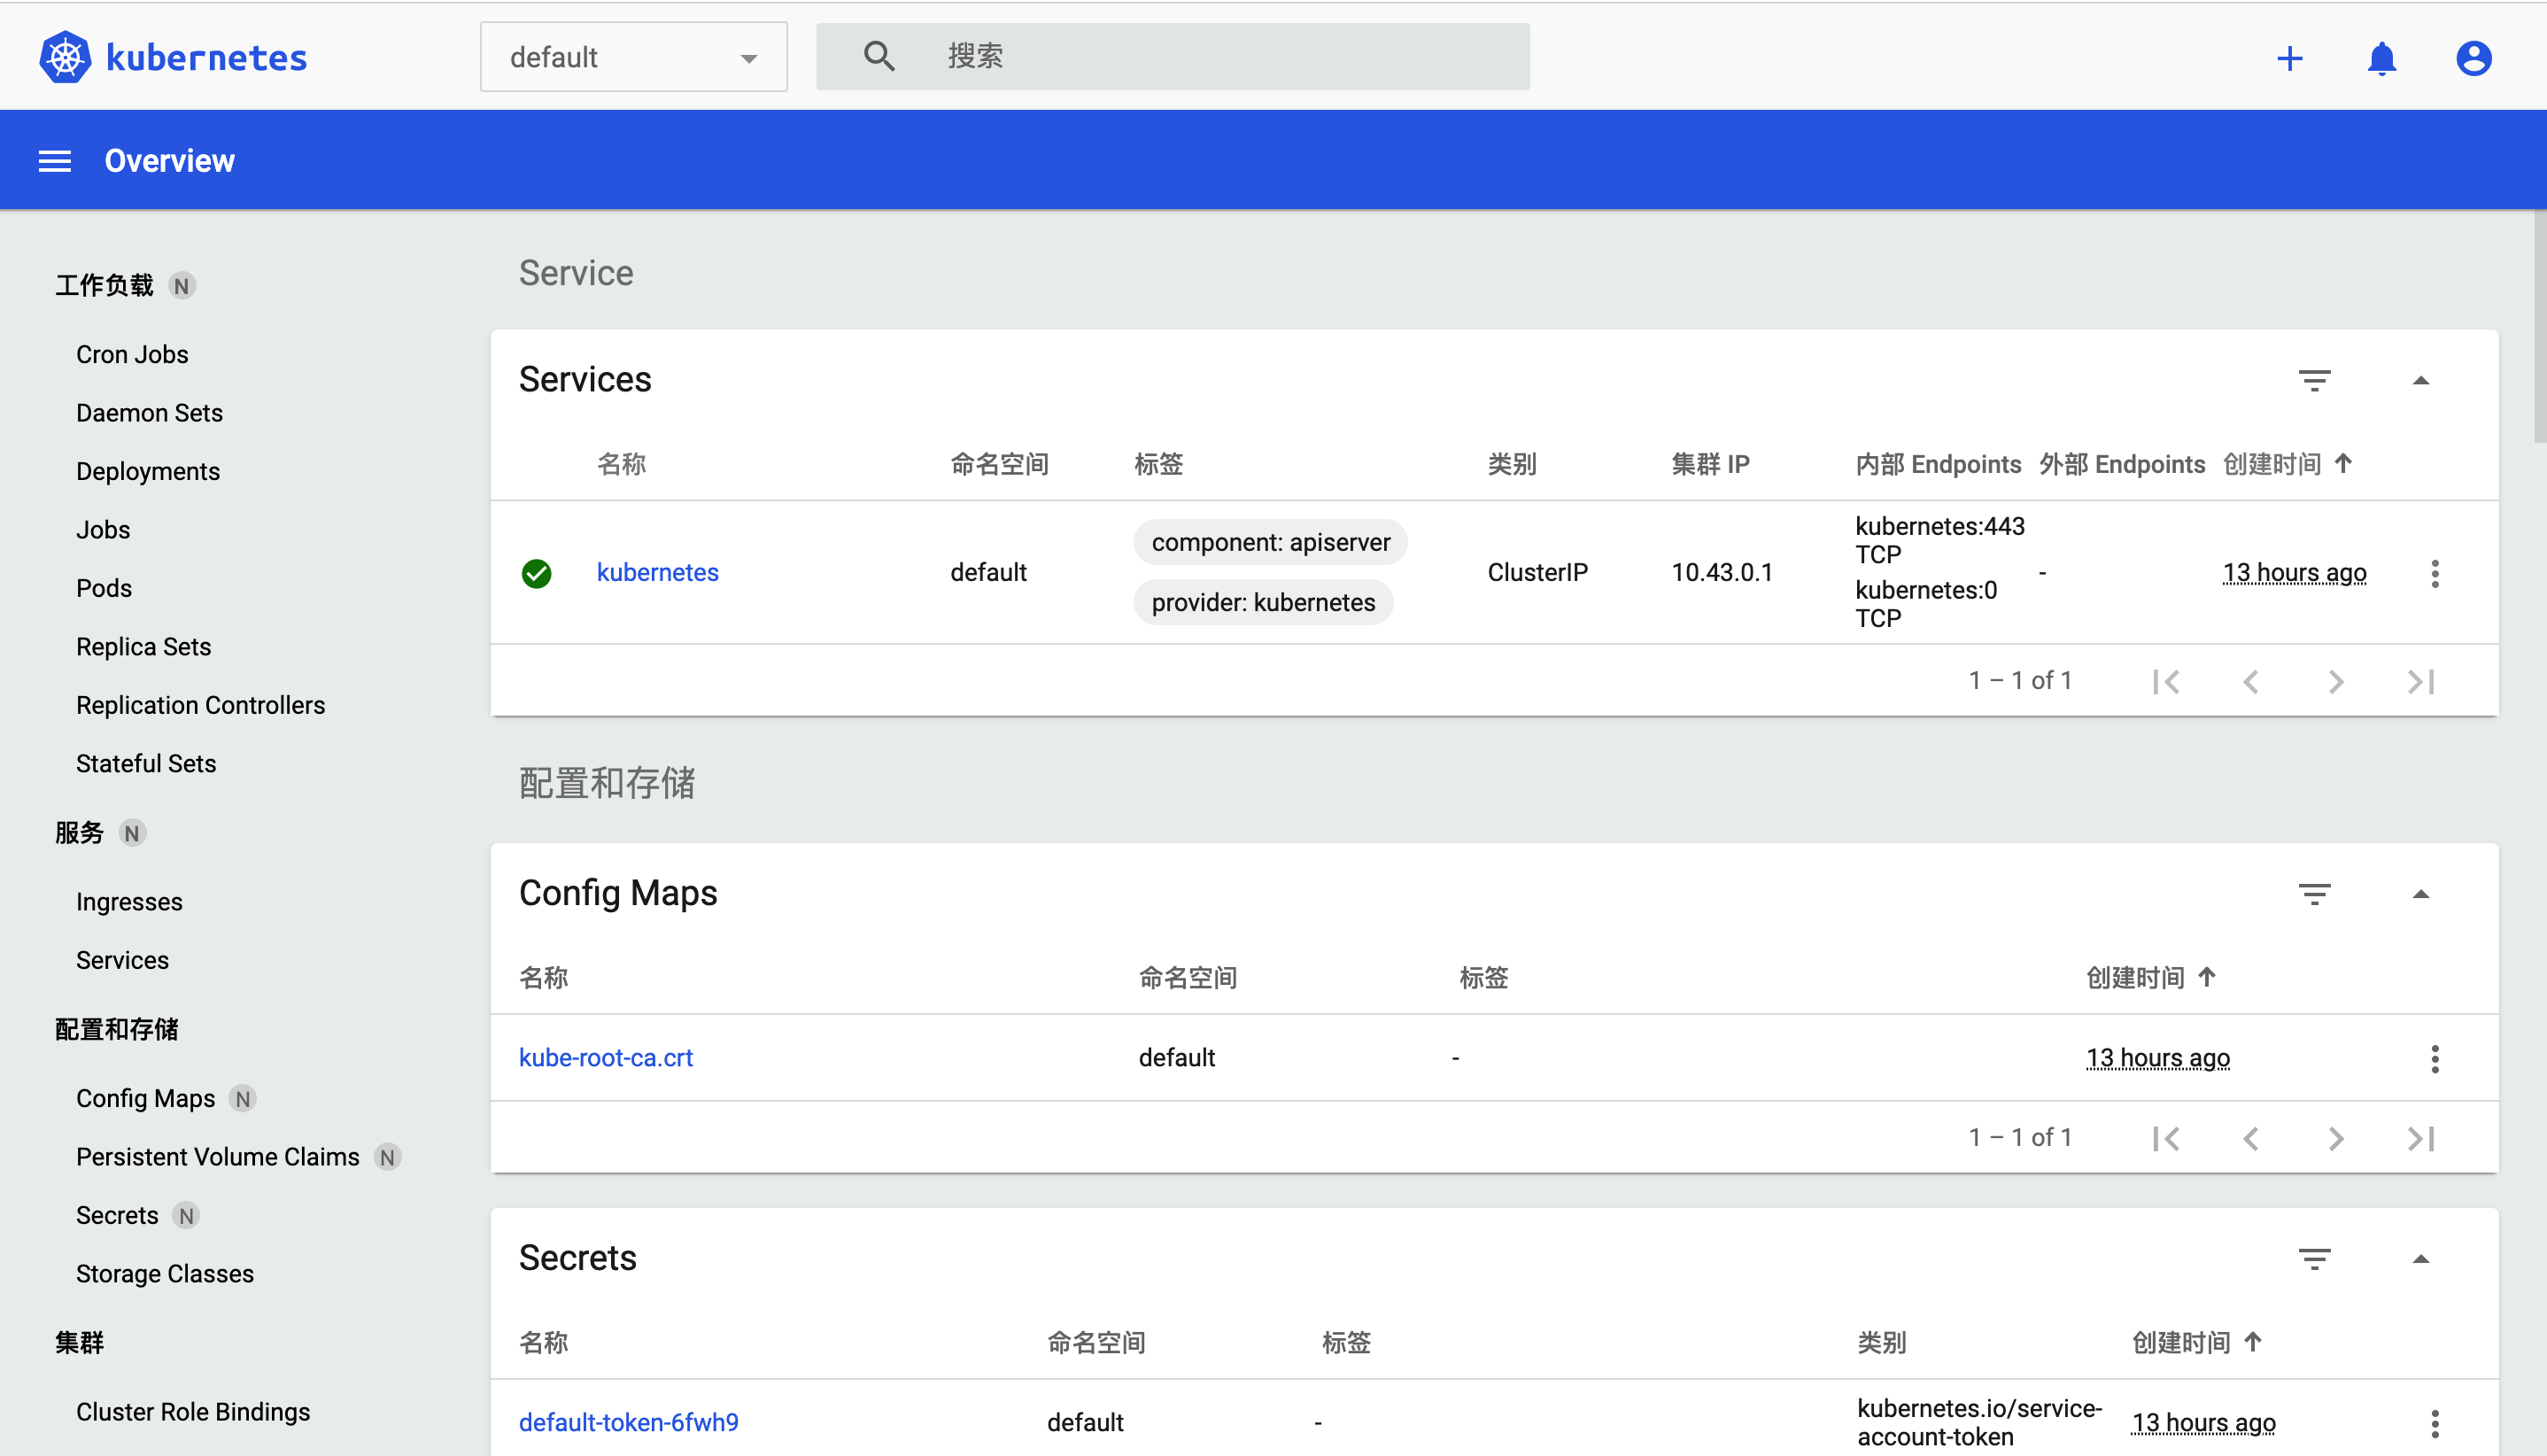 kubernetes
default
搜索
Overview
工作负载 N
Cron Jobs
Daemon Sets
Deployments
Jobs
Pods
Replica Sets
Replication Controllers
Stateful Sets
服务 N
Ingresses
Services
配置和存储
Config Maps N
Persistent Volume Claims N
Secrets N
Storage Classes
集群
Cluster Role Bindings
Service
Services
名称 命名空间 标签 类别 集群 IP 内部 Endpoints 外部 Endpoints 创建时间
kubernetes default component: apiserver provider: kubernetes ClusterIP 10.43.0.1 kubernetes:443 TCP kubernetes:0 TCP - 13 hours ago
1 – 1 of 1
配置和存储
Config Maps
名称 命名空间 标签 创建时间
kube-root-ca.crt default - 13 hours ago
1 – 1 of 1
Secrets
名称 命名空间 标签 类别 创建时间
default-token-6fwh9 default - kubernetes.io/service-account-token 13 hours ago